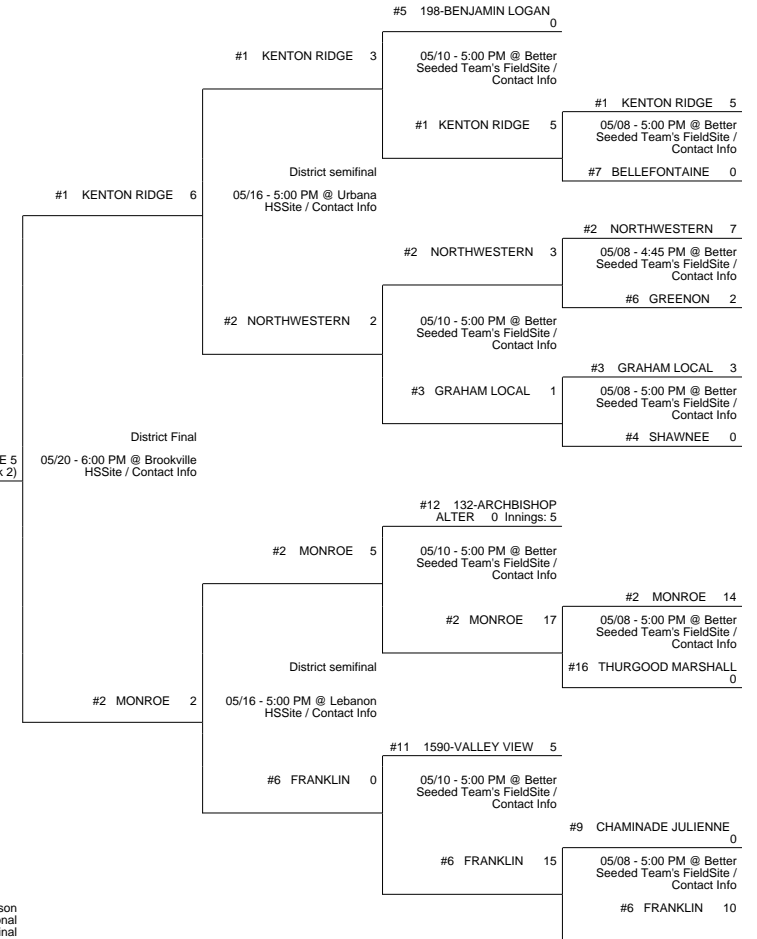 #5 198-BENJAMIN LOGAN
0
#1 KENTON RIDGE 3
05/10 - 5:00 PM @ Better
Seeded Team's FieldSite /
Contact Info
#1 KENTON RIDGE 5
#1 KENTON RIDGE 5
05/08 - 5:00 PM @ Better
Seeded Team's FieldSite /
Contact Info
#7 BELLEFONTAINE 0
District semifinal
05/16 - 5:00 PM @ Urbana
HSSite / Contact Info
#1 KENTON RIDGE 6
#2 NORTHWESTERN 7
#2 NORTHWESTERN 3
05/08 - 4:45 PM @ Better
Seeded Team's FieldSite /
Contact Info
#6 GREENON 2
#2 NORTHWESTERN 2
05/10 - 5:00 PM @ Better
Seeded Team's FieldSite /
Contact Info
#3 GRAHAM LOCAL 3
#3 GRAHAM LOCAL 1
05/08 - 5:00 PM @ Better
Seeded Team's FieldSite /
Contact Info
#4 SHAWNEE 0
District Final
E 5
2)
05/20 - 6:00 PM @ Brookville
HSSite / Contact Info
#12 132-ARCHBISHOP
ALTER 0 Innings: 5
#2 MONROE 5
05/10 - 5:00 PM @ Better
Seeded Team's FieldSite /
Contact Info
#2 MONROE 14
#2 MONROE 17
05/08 - 5:00 PM @ Better
Seeded Team's FieldSite /
Contact Info
#16 THURGOOD MARSHALL
0
District semifinal
05/16 - 5:00 PM @ Lebanon
HSSite / Contact Info
#2 MONROE 2
#11 1590-VALLEY VIEW 5
#6 FRANKLIN 0
05/10 - 5:00 PM @ Better
Seeded Team's FieldSite /
Contact Info
#9 CHAMINADE JULIENNE
0
#6 FRANKLIN 15
05/08 - 5:00 PM @ Better
Seeded Team's FieldSite /
Contact Info
#6 FRANKLIN 10
son
onal
inal